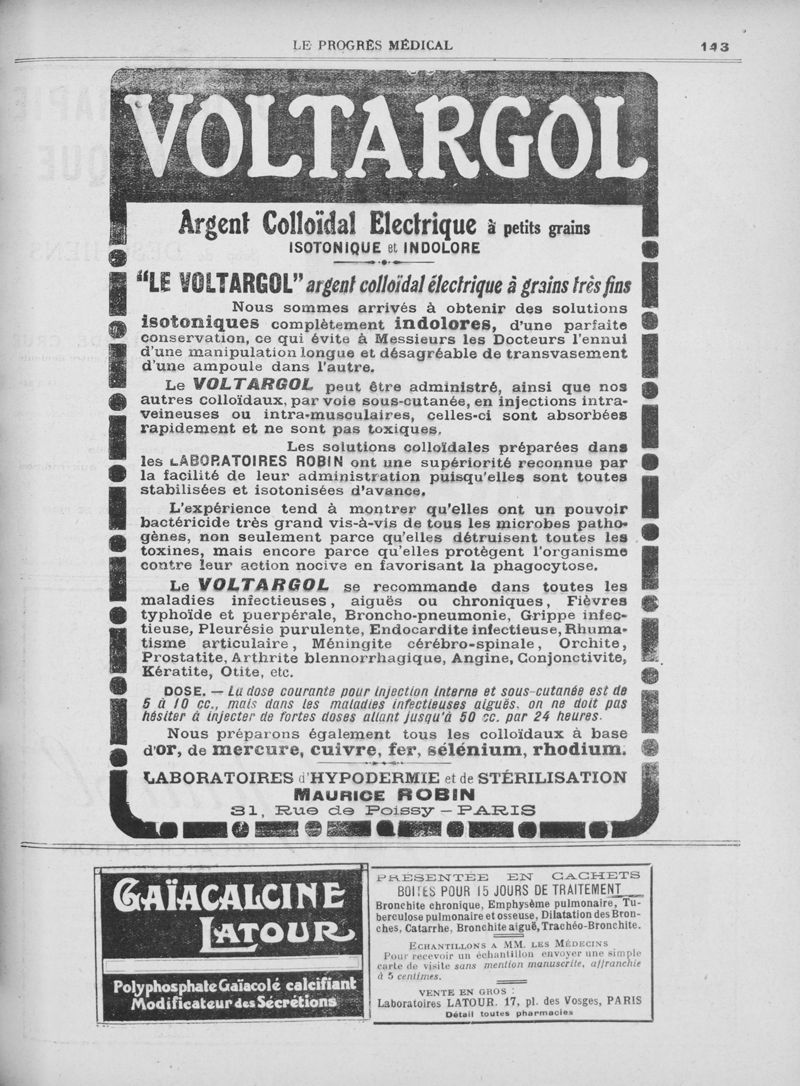 LE PROGRÈS MÉDICAL 143
VOLTARGOL
Argent Colloïdal Electrique à petits grains
ISOTONIQUE et INDOLORE
"LE VOLTARGOL" argent colloïdal électrique à grains très fins
Nous sommes arrivés à obtenir des solutions
isotoniques complètement indolores, d'une parfaite
conservation, ce qui évite à Messieurs les Docteurs l'ennui
d'une manipulation longue et désagréable de transvasement
d'une ampoule dans l'autre.
Le VOLTARGOL peut être administré, ainsi que nos
autres colloïdaux, par voie sous-cutanée, en injections intra-
veineuses ou intra-musculaires, celles-ci sont absorbées
rapidement et ne sont pas toxiques.
Les solutions colloïdales préparées dans
les LABORATOIRES ROBIN ont une supériorité reconnue par
la facilité de leur administration puisqu'elles sont toutes
stabilisées et isotonisées d'avance.
L'expérience tend à montrer qu'elles ont un pouvoir
bactéricide très grand vis-à-vis de tous les microbes patho-
gènes, non seulement parce qu'elles détruisent toutes les
toxines, mais encore parce qu'elles protègent l'organisme
contre leur action nocive en favorisant la phagocytose.
Le VOLTARGOL se recommande dans toutes les
maladies infectieuses, aiguës ou chroniques, Fièvres
typhoïde et puerpérale, Broncho-pneumonie, Grippe infec-
tieuse, Pleurésie purulente, Endocardite infectieuse, Rhuma-
tisme articulaire, Méningite cérébro-spinale, Orchite,
Prostatite, Arthrite blennorrhagique, Angine, Conjonctivite,
Kératite, Otite, etc.
DOSE. — La dose courante pour injection interne et sous-cutanée est de
5 à 10 cc., mais dans les maladies infectieuses aiguës, on ne doit pas
hésiter à injecter de fortes doses allant jusqu'à 50 cc. par 24 heures.
Nous préparons également tous les colloïdaux à base
d'or, de mercure, cuivre, fer, sélénium, rhodium.
LABORATOIRES d'HYPODERMIE et de STÉRILISATION
MAURICE ROBIN
31, Rue de Poissy — PARIS
GAÏACALCINE
LATOUR
Polyphosphate Gaïacolé calcifiant
Modificateur des Sécrétions
PRESENTÉE EN CACHETS
BOITES POUR 15 JOURS DE TRAITEMENT
Bronchite chronique, Emphysème pulmonaire, Tu-
berculose pulmonaire et osseuse, Dilatation des Bron-
ches, Catarrhe, Bronchite aiguë, Trachéo-Bronchite.
ECHANTILLONS A MM. LES MÉDECINS
Pour recevoir un échantillon envoyer une simple
carte de visite sans mention manuscrite, affranchie
à 5 centimes.
VENTE EN GROS :
Laboratoires LATOUR. 17, pl. des Vosges, PARIS
Détail toutes pharmacies